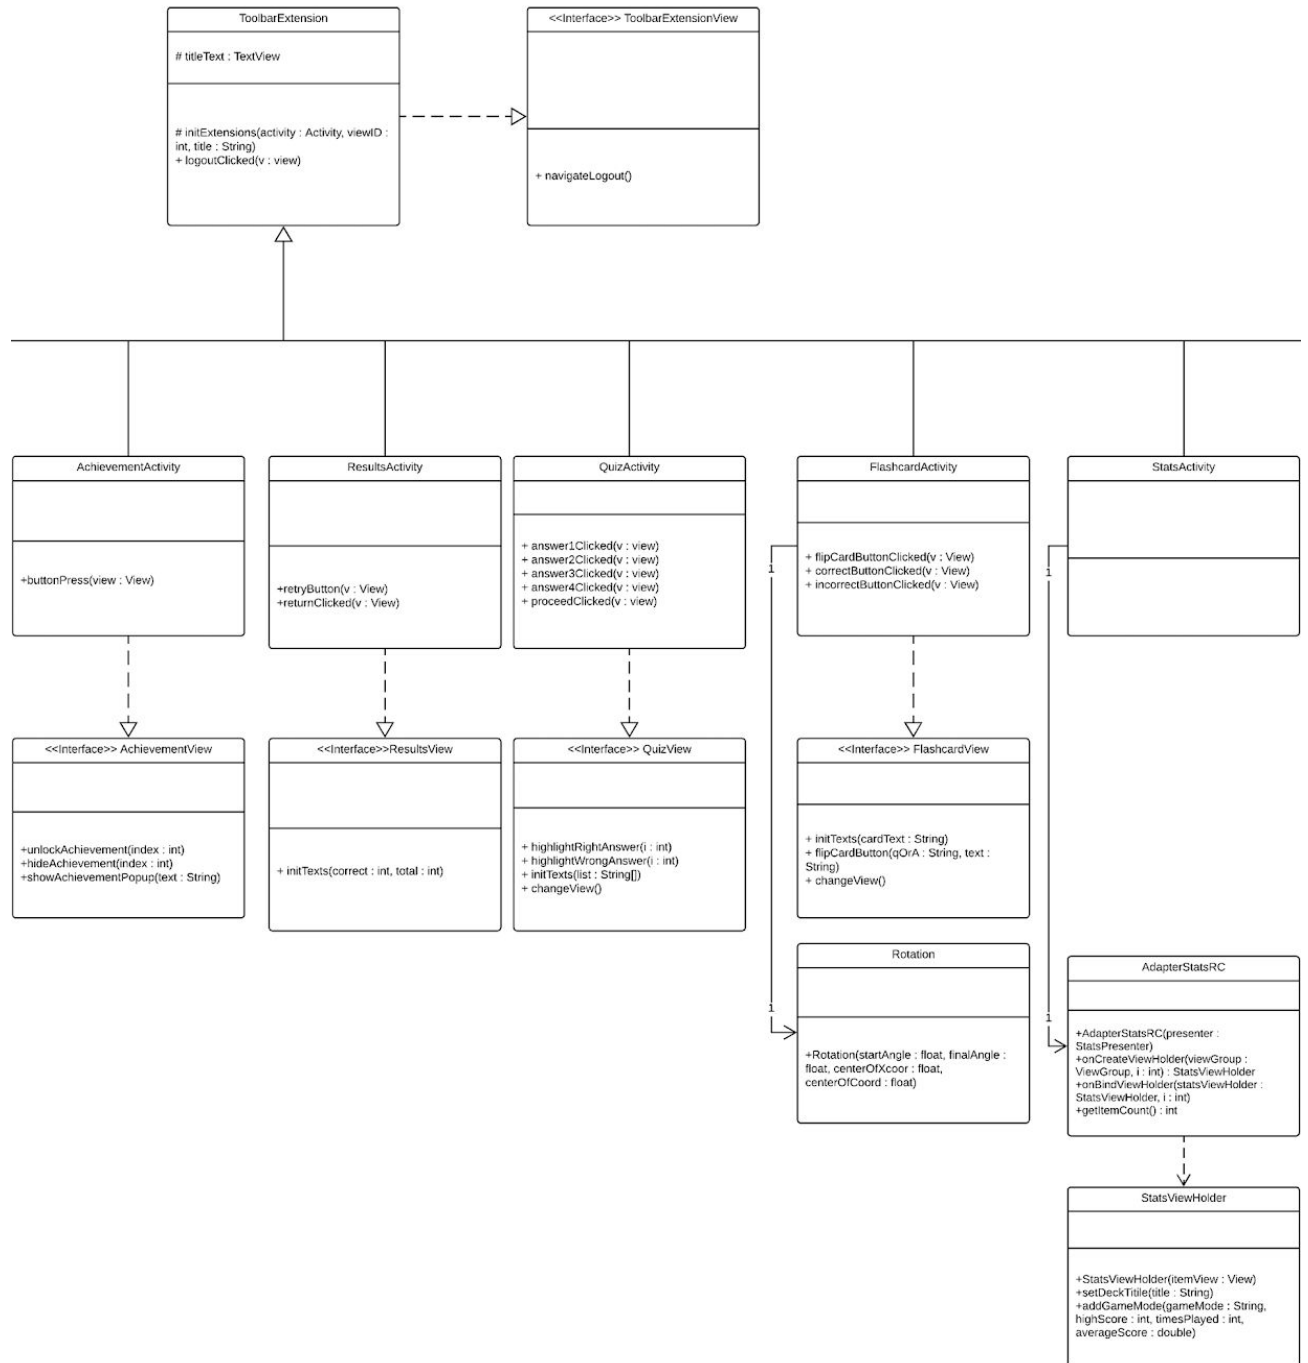 ToolbarExtension
# titleText : TextView
# initExtensions(activity : Activity, viewID :
int, title : String)
+ logoutClicked(v : view)
<<Interface>> ToolbarExtensionView
+ navigateLogout()
AchievementActivity
+buttonPress(view : View)
ResultsActivity
+retryButton(v : View)
+returnClicked(v : View)
QuizActivity
+ answer1Clicked(v : view)
+ answer2Clicked(v : view)
+ answer3Clicked(v : view)
+ answer4Clicked(v : view)
+ proceedClicked(v : view)
FlashcardActivity
+ flipCardButtonClicked(v : View)
+ correctButtonClicked(v : View)
+ incorrectButtonClicked(v : View)
1
StatsActivity
1
<<Interface>> AchievementView
+unlockAchievement(index : int)
+hideAchievement(index : int)
+showAchievementPopup(text : String)
<<Interface>>ResultsView
+ initTexts(correct : int, total : int)
<<Interface>> QuizView
+ highlightRightAnswer(i : int)
+ highlightWrongAnswer(i : int)
+ initTexts(list : String[])
+ changeView()
<<Interface>> FlashcardView
+ initTexts(cardText : String)
+ flipCardButton(qOrA : String, text :
String)
+ changeView()
1
Rotation
+Rotation(startAngle : float, finalAngle :
float, centerOfXcoor : float,
centerOfCoord : float)
1
AdapterStatsRC
+AdapterStatsRC(presenter :
StatsPresenter)
+onCreateViewHolder(viewGroup :
ViewGroup, i : int) : StatsViewHolder
+onBindViewHolder(statsViewHolder :
StatsViewHolder, i : int)
+getItemCount() : int
StatsViewHolder
+StatsViewHolder(itemView : View)
+setDeckTitile(title : String)
+addGameMode(gameMode : String,
highScore : int, timesPlayed : int,
averageScore : double)